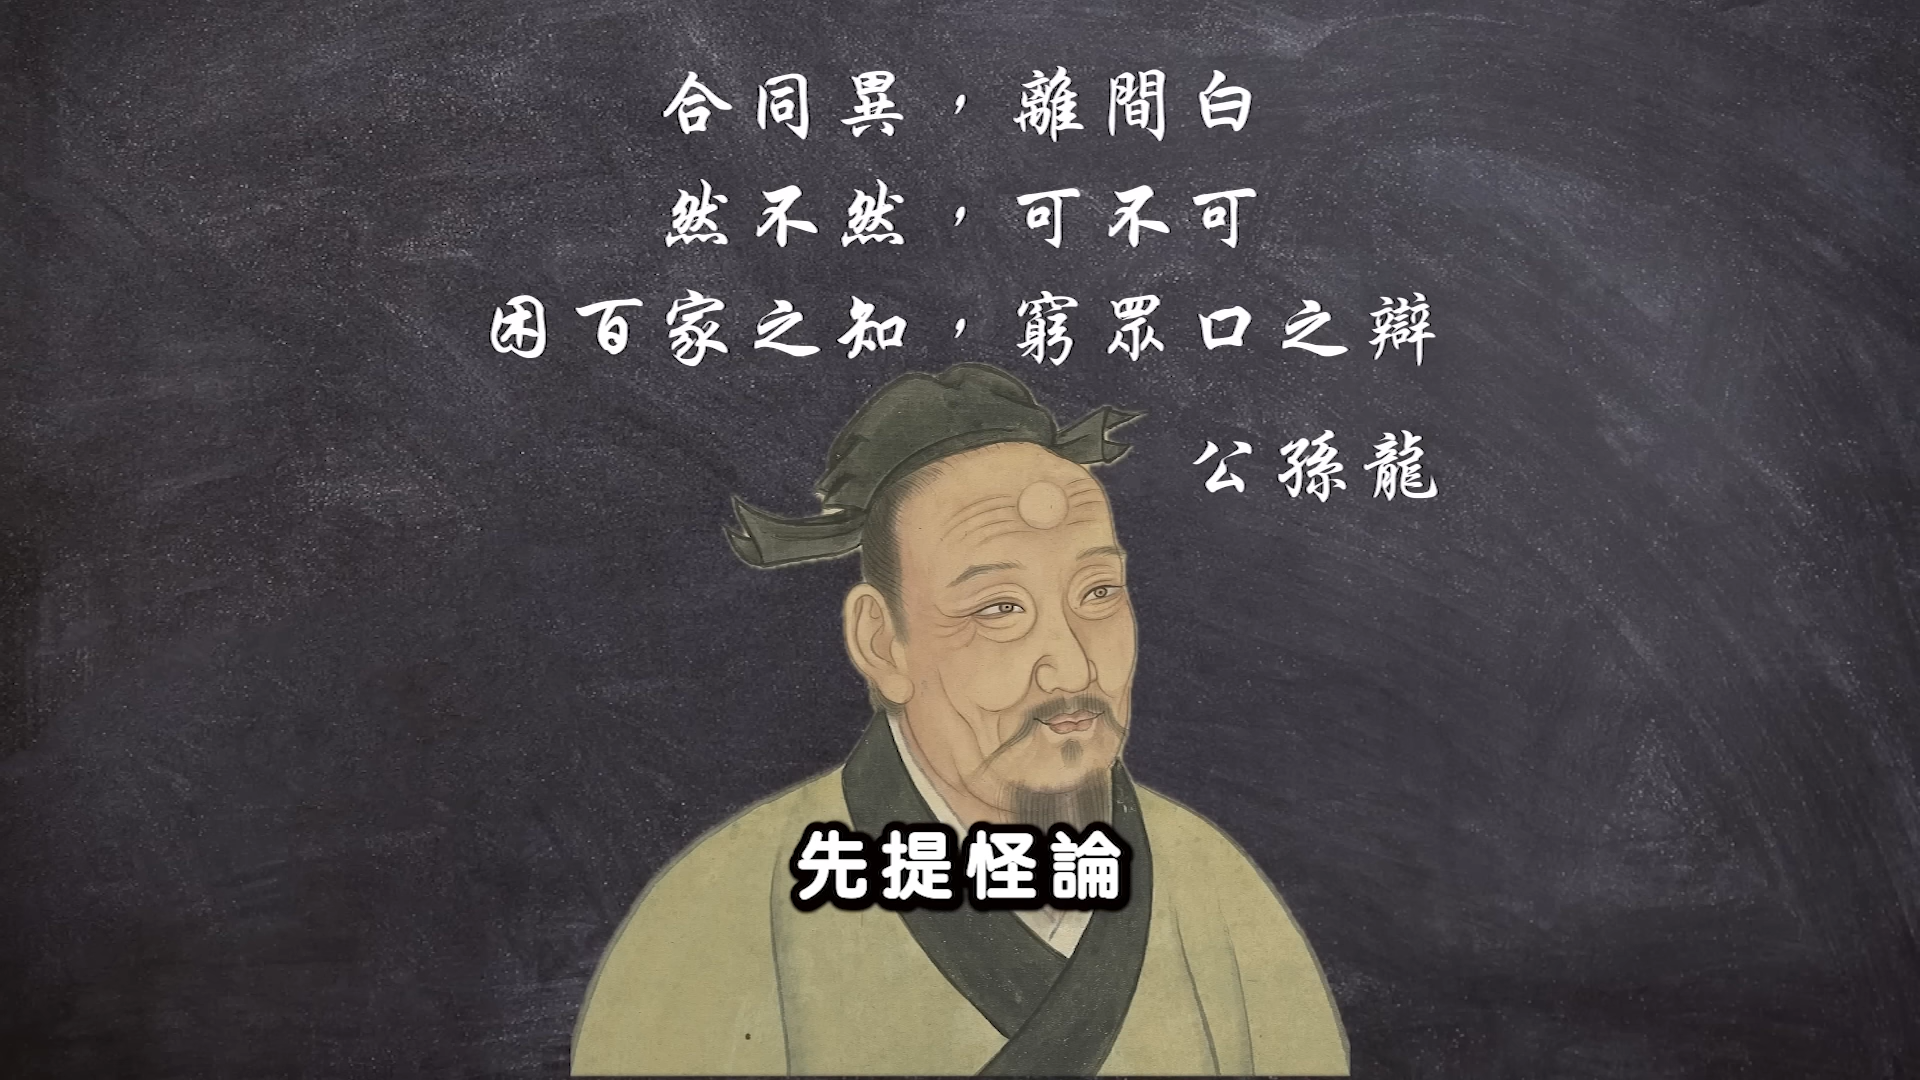 合同異，離間白
然不然，可不可
困百家之知，窮眾口之辯
公孫龍
先提怪論